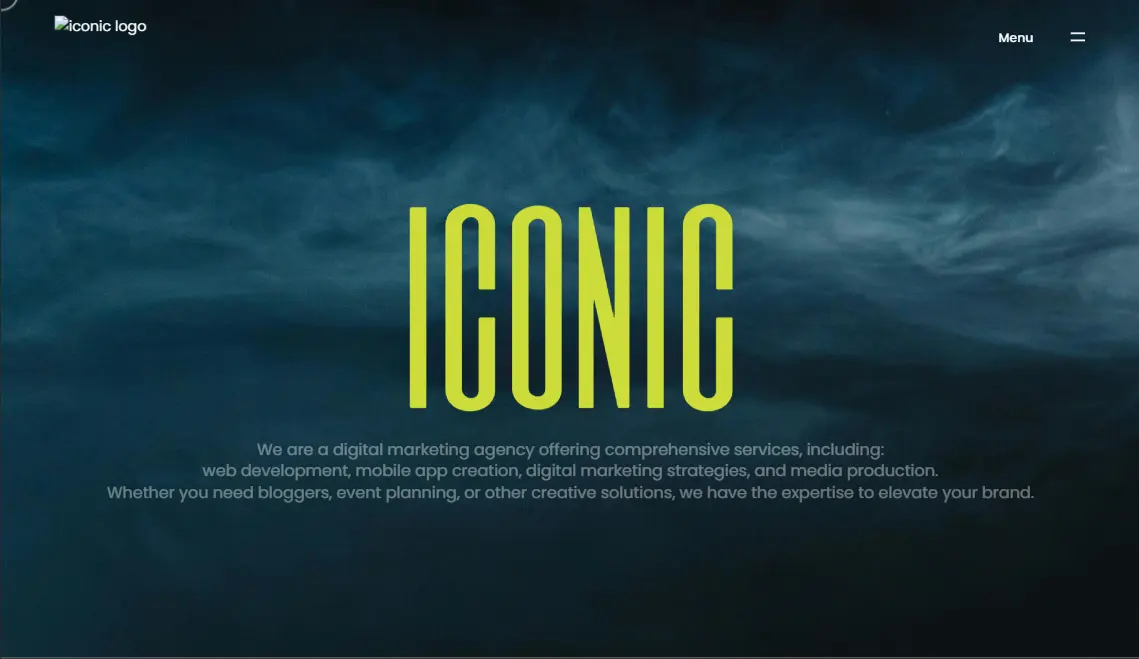 iconic logo
Menu
ICONIC
We are a digital marketing agency offering comprehensive services, including:
web development, mobile app creation, digital marketing strategies, and media production.
Whether you need bloggers, event planning, or other creative solutions, we have the expertise to elevate your brand.